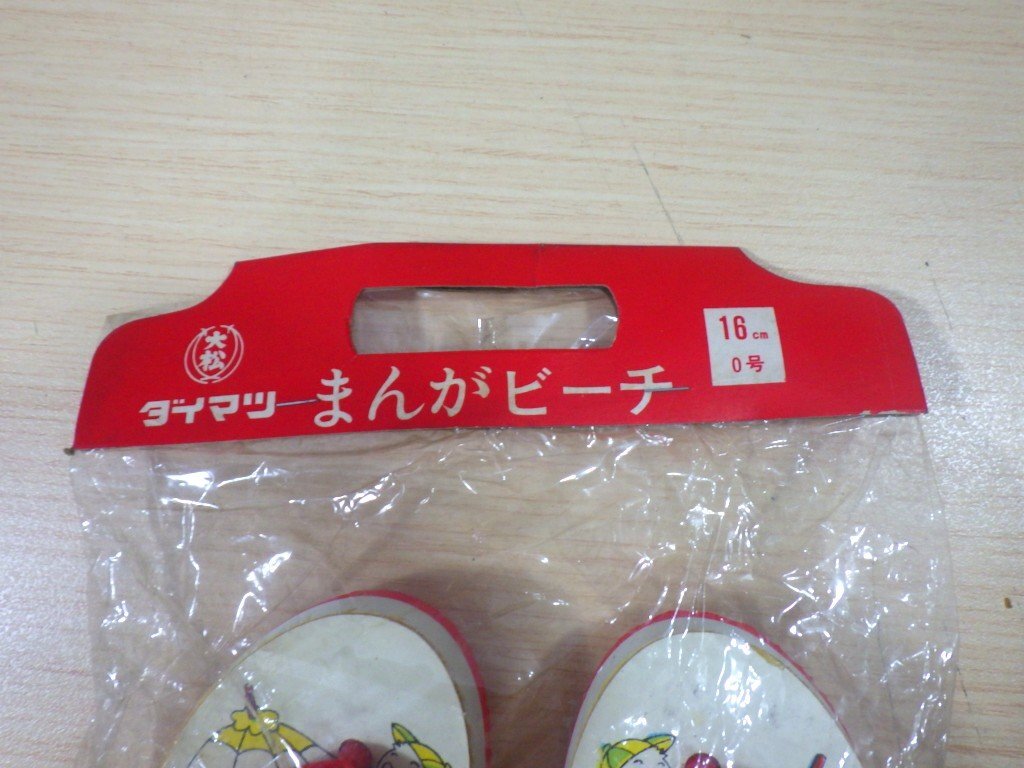 大松
ダイマツ
まんがビーチ
16cm
0号